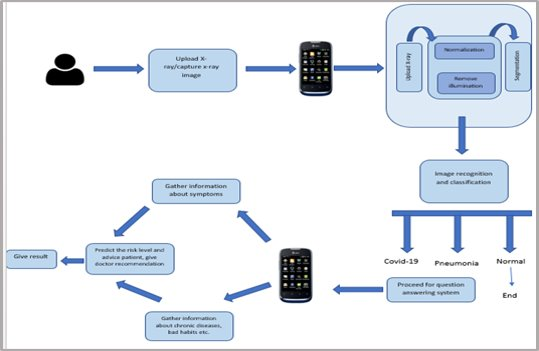 Upload X-
ray/capture x-ray
image
Upload X-ray
Normalization
Remove
illumination
Segmentation
Image recognition
and classification
Gather information
about symptoms
Covid-19
Pneumonia
Normal
End
Give result
Predict the risk level and
advice patient, give
doctor recommendation
Proceed for question
answering system
Gather information
about chronic diseases,
bad habits etc.